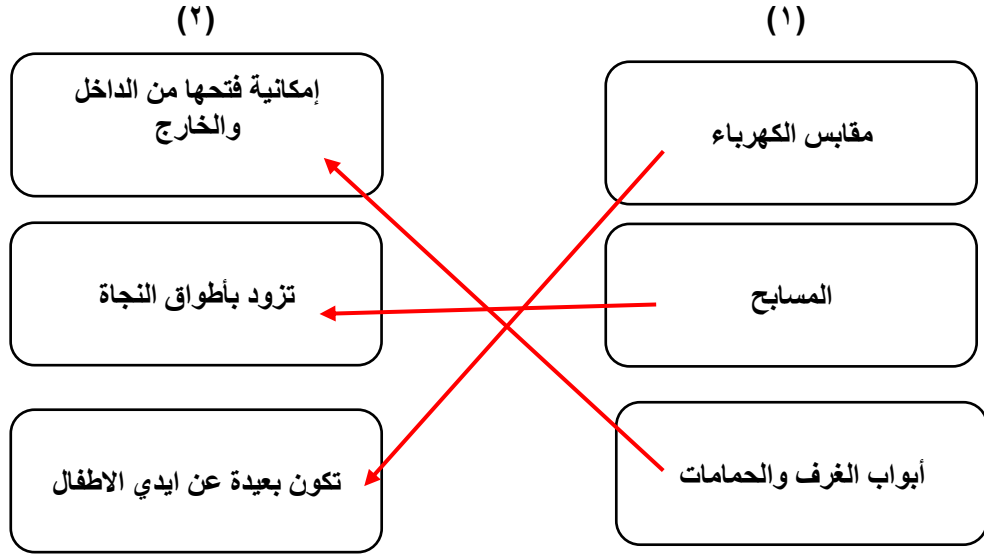 (١)
(٢)
مقابس الكهرباء
إمكانية فتحها من الداخل
والخارج
المسابح
تزود بأطواق النجاة
أبواب الغرف والحمامات
تكون بعيدة عن ايدي الاطفال